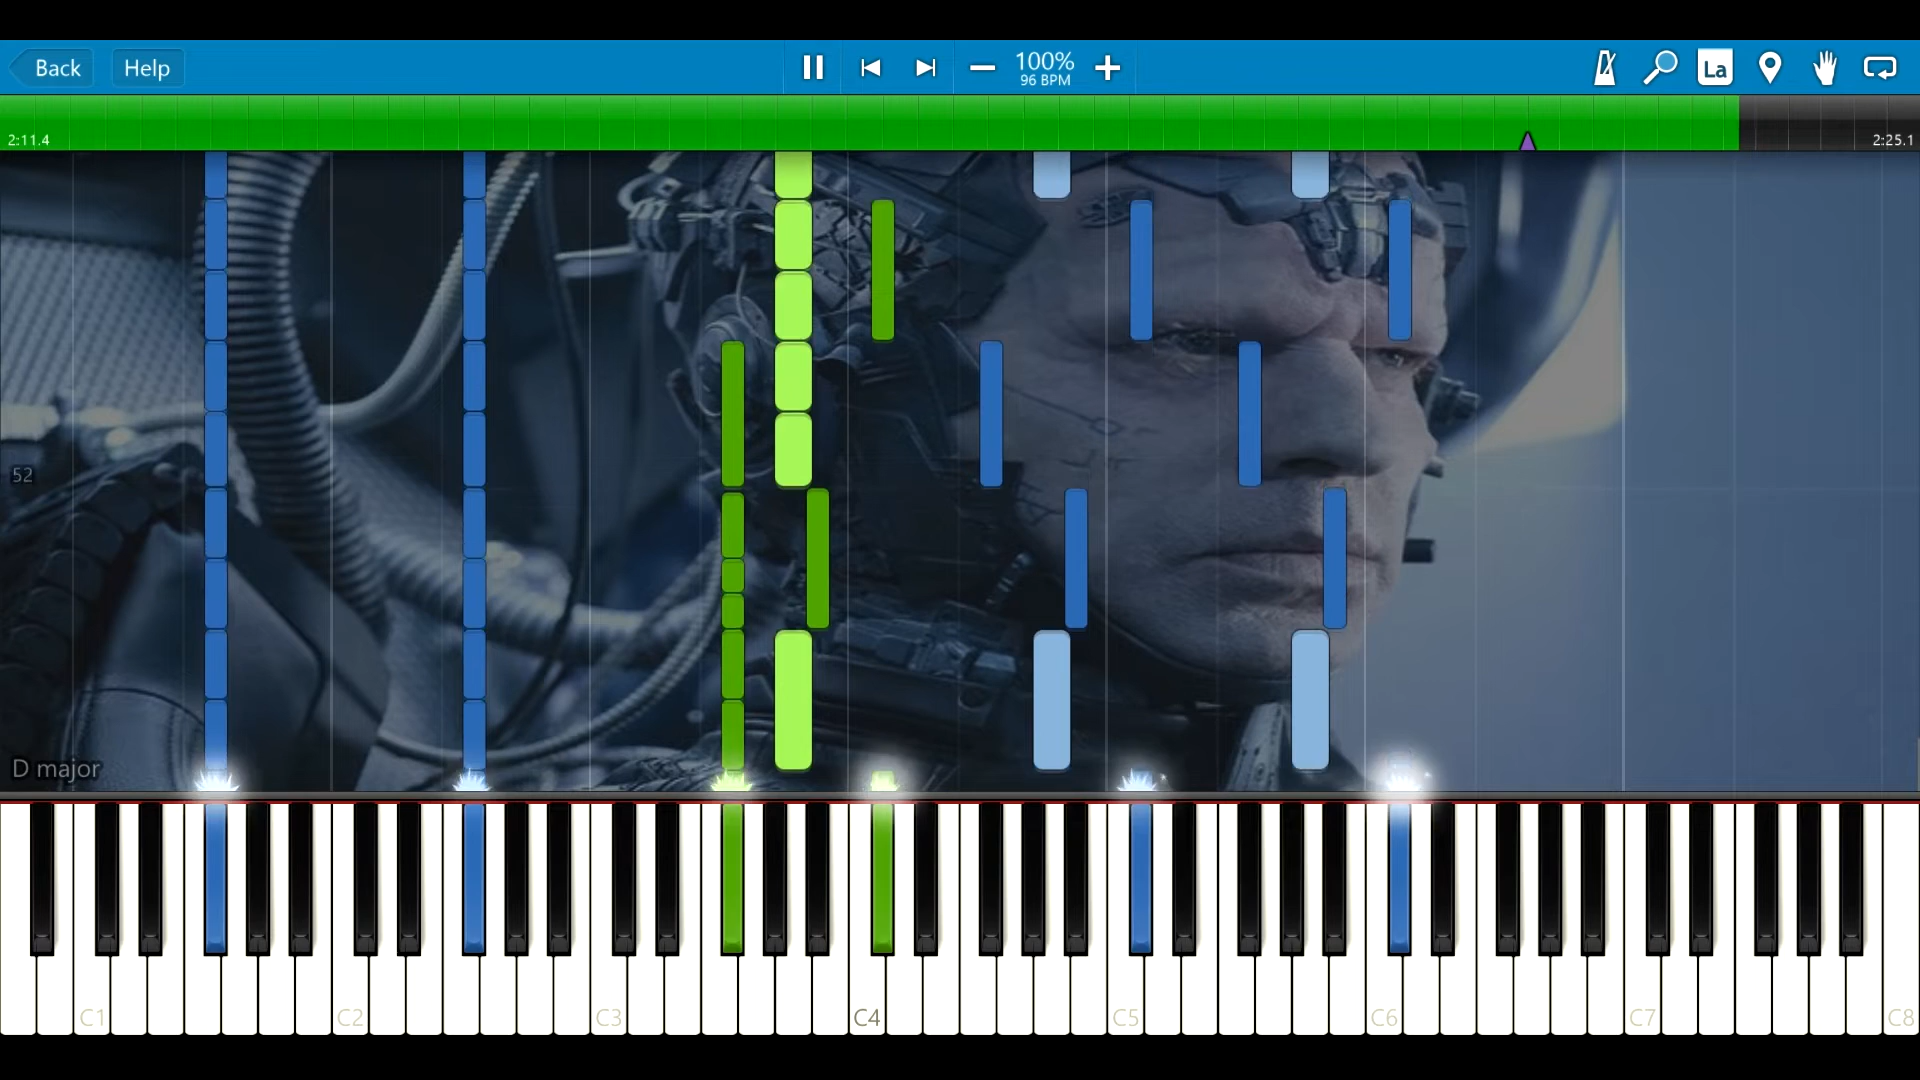 Back
Help
100%
96 BPM
La
2:11.4
2:25.1
52
D major
C1
C2
C3
C4
C5
C6
C7
C8